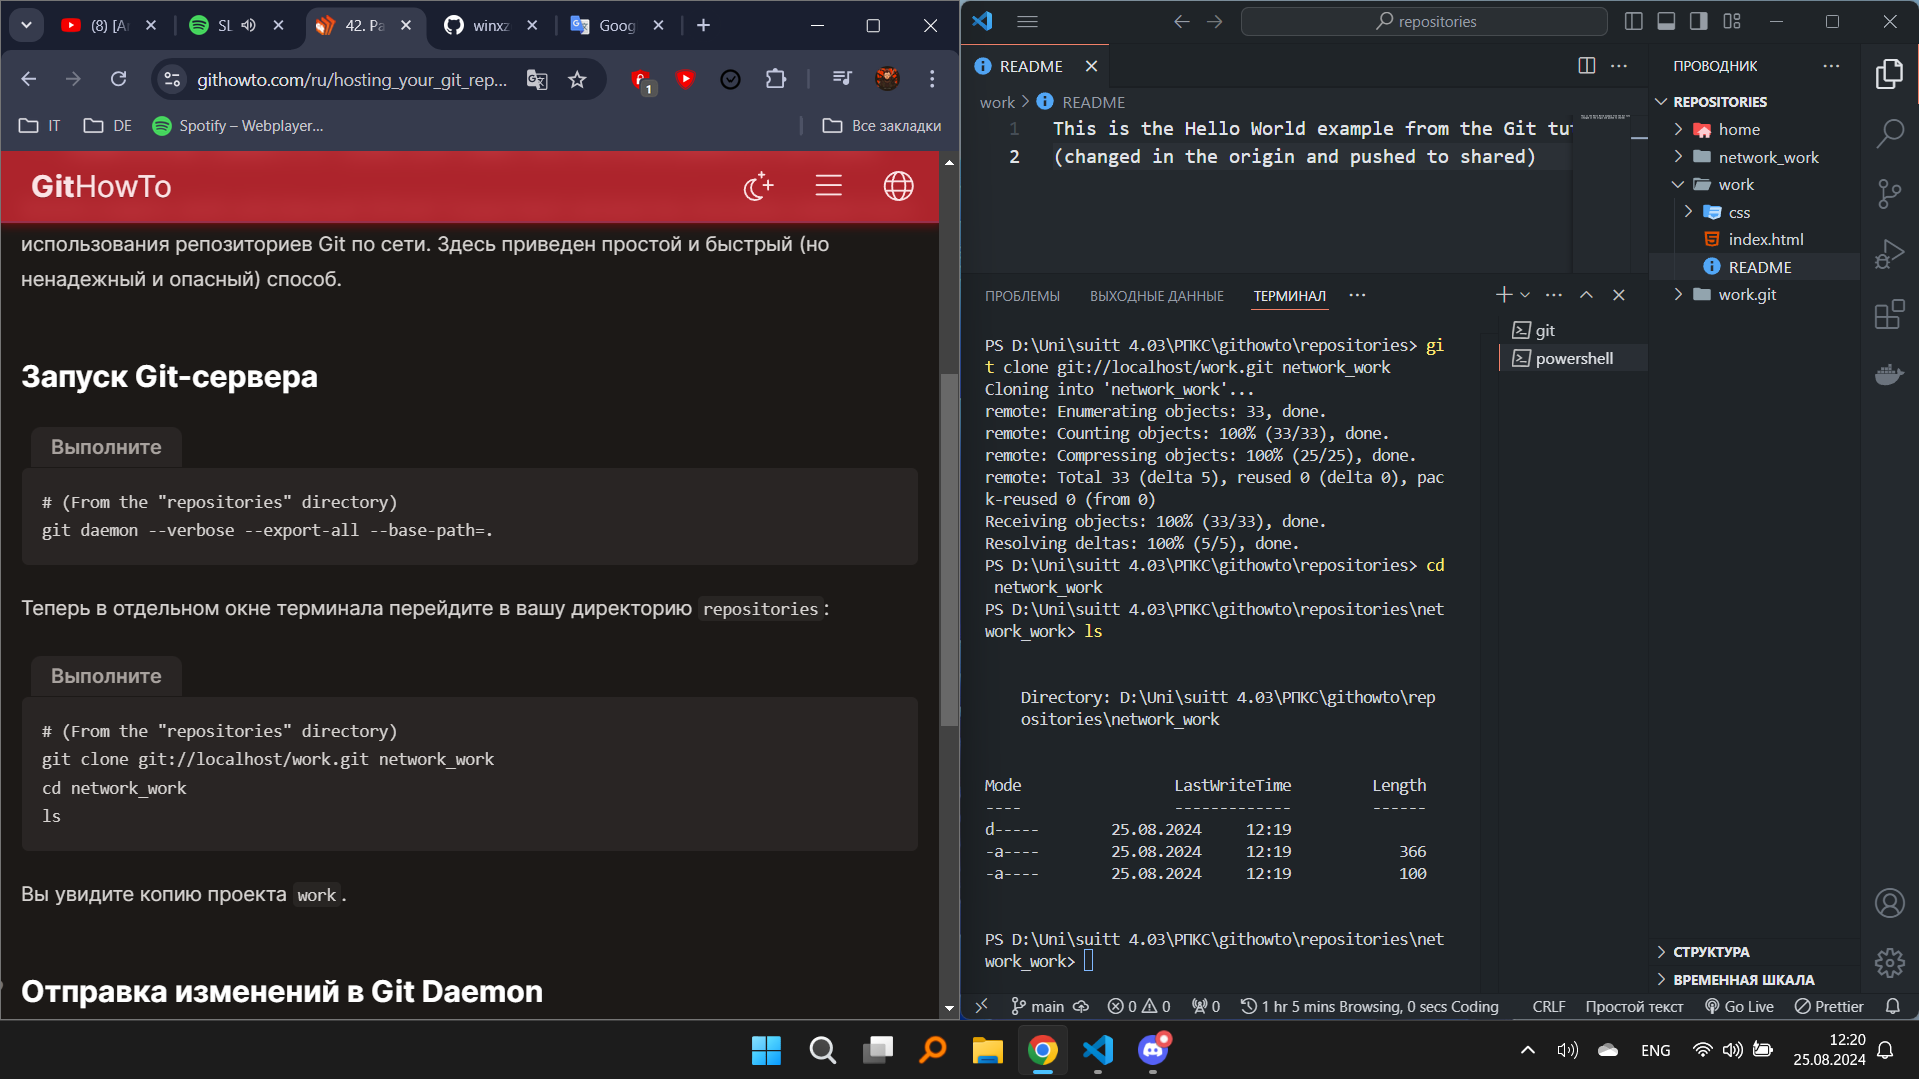 (8) [Ar
SL
42. Pa
winxz
Goog
githowto.com/ru/hosting_your_git_rep...
1
IT
DE
Spotify – Webplayer...
Все закладки
GitHowTo
использования репозиториев Git по сети. Здесь приведен простой и быстрый (но
ненадежный и опасный) способ.
Запуск Git-сервера
Выполните
# (From the "repositories" directory)
git daemon --verbose --export-all --base-path=.
Теперь в отдельном окне терминала перейдите в вашу директорию repositories:
Выполните
# (From the "repositories" directory)
git clone git://localhost/work.git network_work
cd network_work
ls
Вы увидите копию проекта work.
Отправка изменений в Git Daemon
repositories
README
work > README
1 This is the Hello World example from the Git tu
2 (changed in the origin and pushed to shared)
ПРОБЛЕМЫ ВЫХОДНЫЕ ДАННЫЕ ТЕРМИНАЛ
git
powershell
PS D:\Uni\suitt 4.03\РПКС\githowto\repositories> gi
t clone git://localhost/work.git network_work
Cloning into 'network_work'...
remote: Enumerating objects: 33, done.
remote: Counting objects: 100% (33/33), done.
remote: Compressing objects: 100% (25/25), done.
remote: Total 33 (delta 5), reused 0 (delta 0), pac
k-reused 0 (from 0)
Receiving objects: 100% (33/33), done.
Resolving deltas: 100% (5/5), done.
PS D:\Uni\suitt 4.03\РПКС\githowto\repositories> cd
network_work
PS D:\Uni\suitt 4.03\РПКС\githowto\repositories\net
work_work> ls
Directory: D:\Uni\suitt 4.03\РПКС\githowto\rep
ositories\network_work
Mode LastWriteTime Length
---- ------------- ------
d----- 25.08.2024 12:19
-a---- 25.08.2024 12:19 366
-a---- 25.08.2024 12:19 100
PS D:\Uni\suitt 4.03\РПКС\githowto\repositories\net
work_work>
ПРОВОДНИК
REPOSITORIES
home
network_work
work
css
index.html
README
work.git
СТРУКТУРА
ВРЕМЕННАЯ ШКАЛА
main 0 0 0 1 hr 5 mins Browsing, 0 secs Coding CRLF Простой текст Go Live Prettier
ENG
12:20
25.08.2024